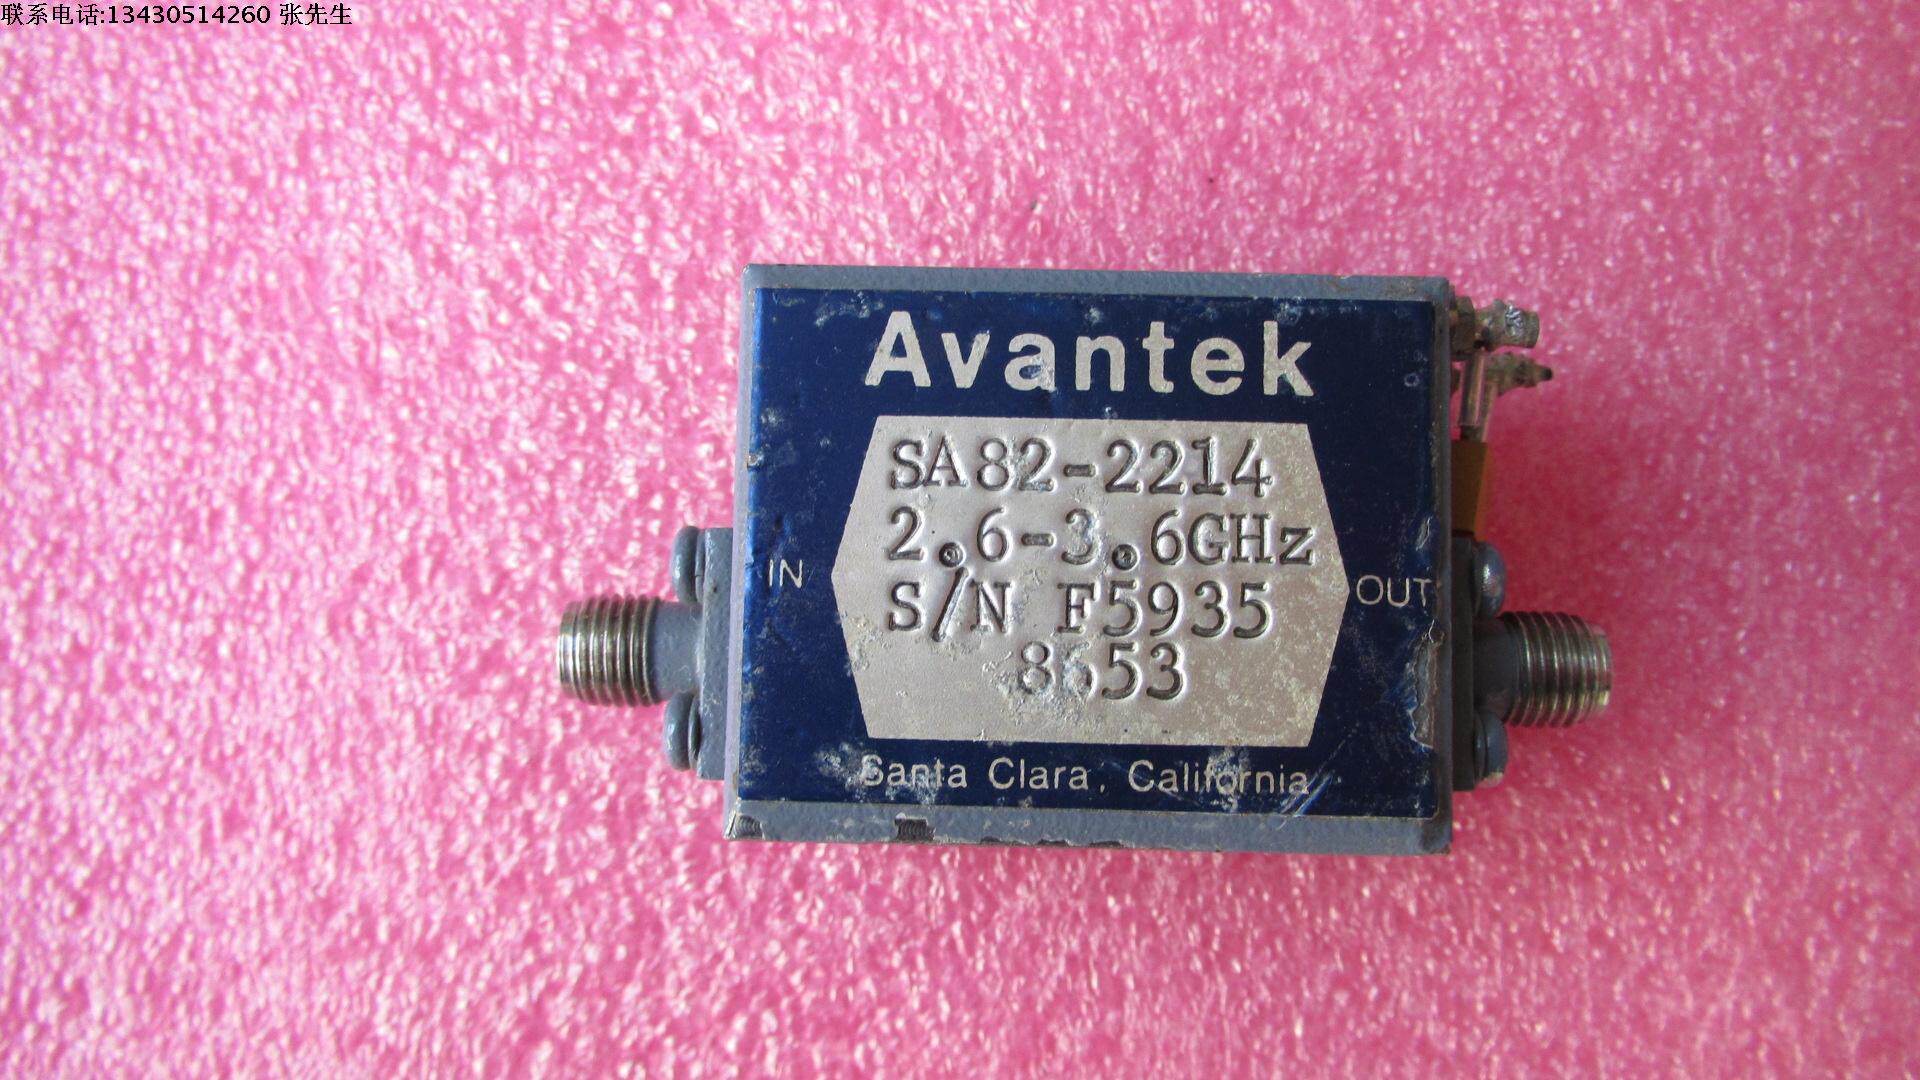 联系电话:13430514260 张先生
Avantek
SA82-2214
2.6-3.6GHz
IN
S/N F5935
OUT
8653
Santa Clara, California